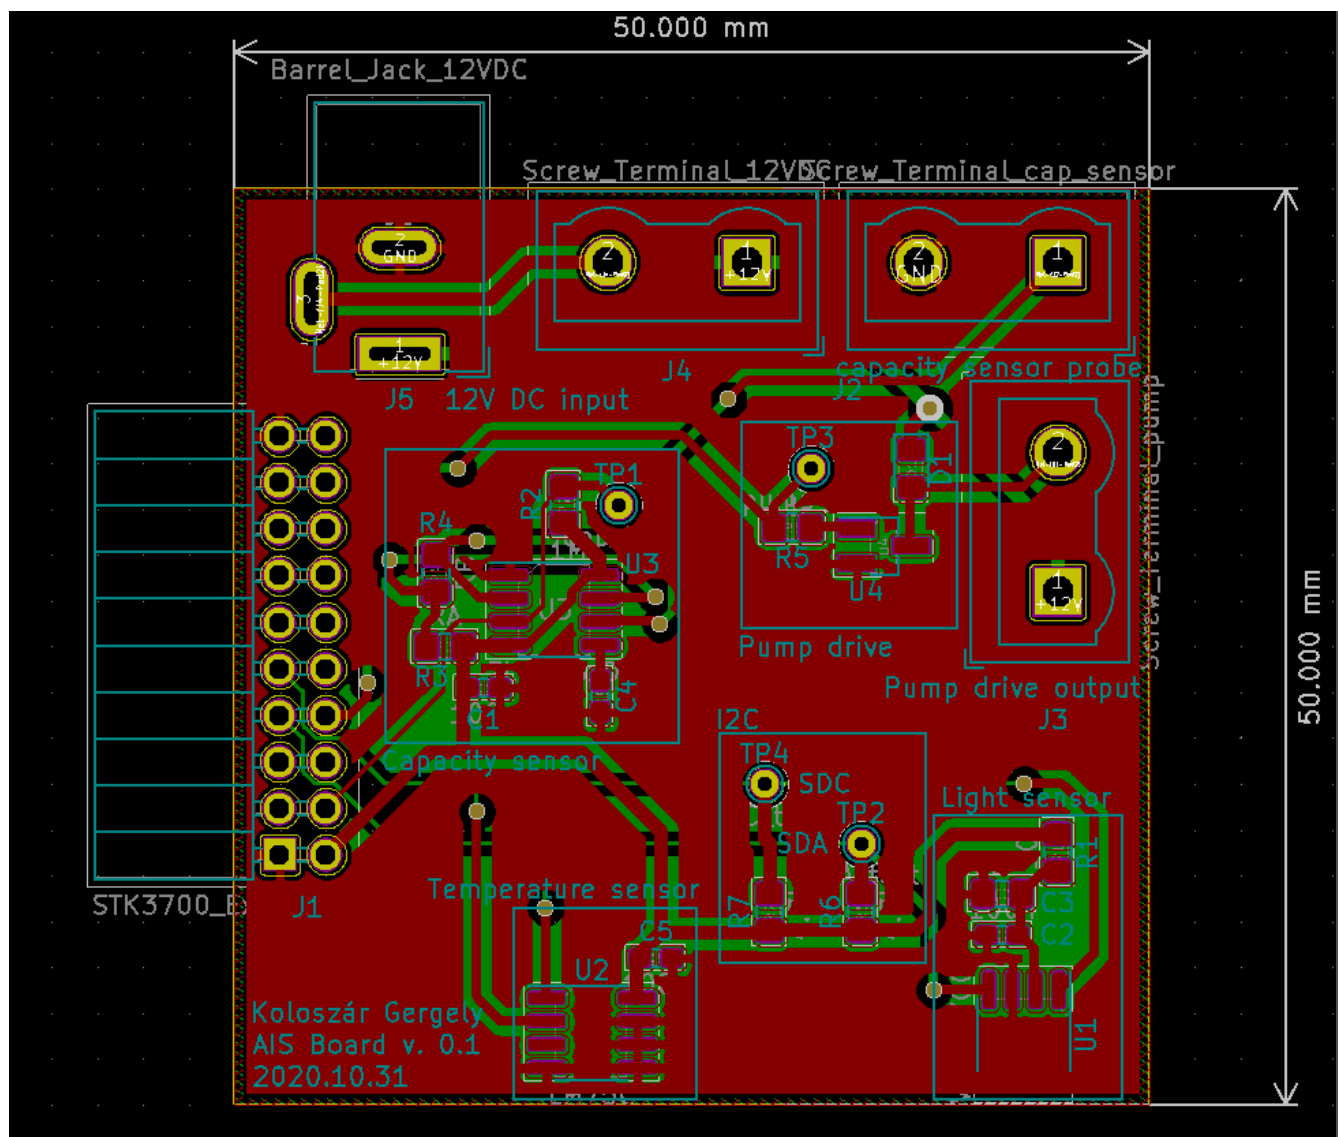 50.000 mm
Barrel_Jack_12VDC
Screw_Terminal_12VDC
Screw_Terminal_cap_sensor
2
GND
3
1
+12V
2
1
+12V
2
GND
1
J5
12V DC input
J4
capacity sensor probe
J2
Screw_Terminal_pump
TP3
D1
2
TP1
R2
R4
U3
R5
U4
1
+12V
R3
C1
C4
Pump drive
Pump drive output
J3
50.000 mm
Capacity sensor
I2C
TP4
SDC
TP2
SDA
Light sensor
R1
STK3700_E
J1
Temperature sensor
R7
R6
C3
C5
C2
U2
U1
Koloszár Gergely
AIS Board v. 0.1
2020.10.31